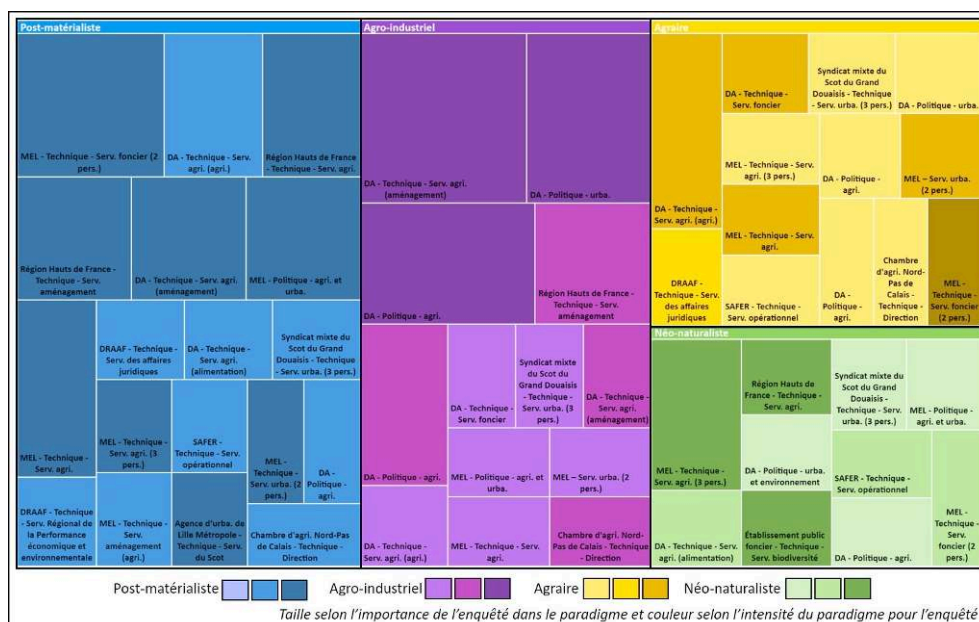 Post-matérialiste
MEL - Technique - Serv. foncier (2
pers.)
DA - Technique - Serv.
agri. (agri.)
Région Hauts de France -
Technique - Serv. agri.
Région Hauts de France -
Technique - Serv.
aménagement
DA - Technique - Serv. agri.
(aménagement)
MEL - Politique - agri. et
urba.
MEL - Technique - Serv.
agri.
DRAAF - Technique -
Serv. des affaires
juridiques
DA - Technique -
Serv. agri.
(alimentation)
Syndicat mixte du
Scot du Grand
Douaisis - Technique
- Serv. urba. (3 pers.)
MEL - Technique -
Serv. agri. (3
pers.)
SAFER -
Technique - Serv.
opérationnel
MEL -
Technique -
Serv. urba. (2
pers.)
DA -
Politique -
agri.
DRAAF - Technique
- Serv. Régional de
la Performance
économique et
environnementale
MEL - Technique -
Serv.
aménagement
(agri.)
Agence d'urba. de
Lille Métropole -
Technique - Serv.
du Scot
Chambre d'agri. Nord-Pas
de Calais - Technique -
Direction
Agro-industriel
DA - Technique - Serv. agri.
(aménagement)
DA - Politique - urba.
DA - Politique - agri.
Région Hauts de France -
Technique - Serv.
aménagement
DA - Politique - agri.
DA - Technique -
Serv. foncier
Syndicat mixte
du Scot du
Grand Douaisis
- Technique -
Serv. urba. (3
pers.)
DA - Technique
- Serv. agri.
(aménagement)
MEL - Politique - agri. et
urba.
MEL – Serv. urba. (2
pers.)
DA - Technique -
Serv. agri. (agri.)
MEL - Technique - Serv.
agri.
Chambre d'agri. Nord-
Pas de Calais - Technique
- Direction
Agraire
DA - Technique -
Serv. agri. (agri.)
DA - Technique -
Serv. foncier
Syndicat mixte du
Scot du Grand
Douaisis - Technique
- Serv. urba. (3 pers.)
DA - Politique - urba.
MEL - Technique - Serv.
agri. (3 pers.)
DA - Politique -
agri.
MEL – Serv. urba.
(2 pers.)
MEL - Technique - Serv.
agri.
DRAAF -
Technique - Serv.
des affaires
juridiques
SAFER - Technique -
Serv. opérationnel
DA -
Politique -
agri.
Chambre
d'agri. Nord-
Pas de
Calais -
Technique -
Direction
MEL -
Technique -
Serv. foncier
(2 pers.)
Néo-naturaliste
MEL - Technique -
Serv. agri. (3 pers.)
Région Hauts de
France - Technique -
Serv. agri.
Syndicat mixte du
Scot du Grand
Douaisis -
Technique - Serv.
urba. (3 pers.)
MEL - Politique -
agri. et urba.
DA - Politique - urba.
et environnement
SAFER - Technique -
Serv. opérationnel
DA - Technique - Serv.
agri. (alimentation)
Établissement public
foncier - Technique -
Serv. biodiversité
DA - Politique - agri.
MEL -
Technique -
Serv.
foncier (2
pers.)
Post-matérialiste
Agro-industriel
Agraire
Néo-naturaliste
Taille selon l'importance de l'enquêté dans le paradigme et couleur selon l'intensité du paradigme pour l'enquêté